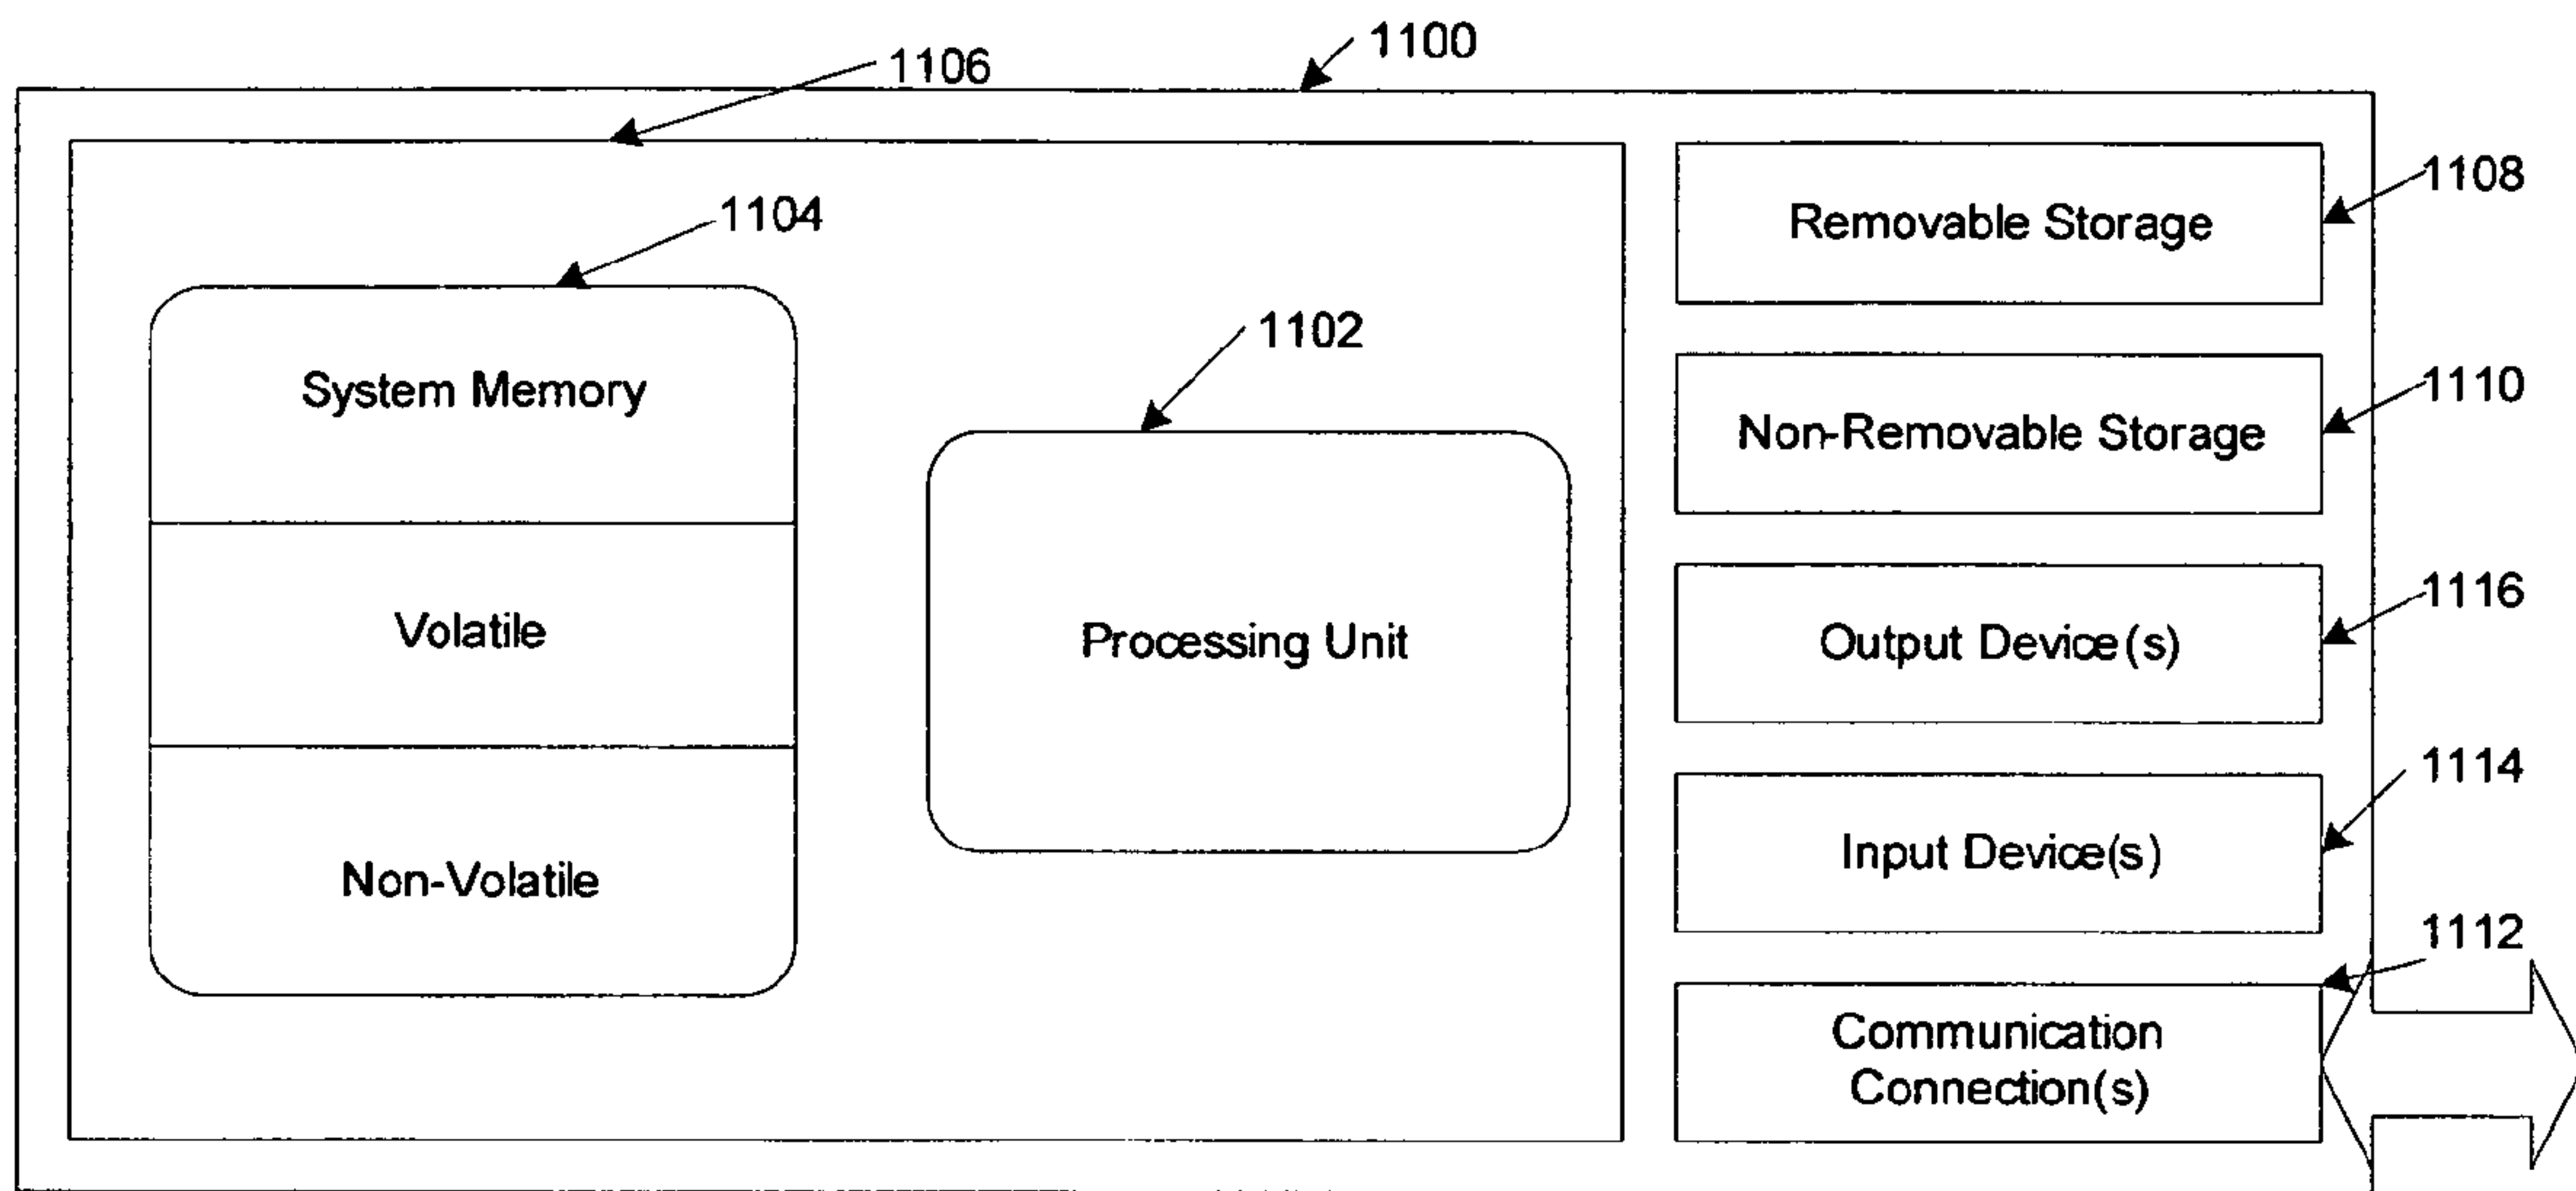 1100
1106
1108
Removable Storage
1104
1102
System Memory
1110
Non-Removable Storage
Volatile
Processing Unit
1116
Output Device(s)
1114
Input Device(s)
Non-Volatile
1112
Communication
Connection(s)